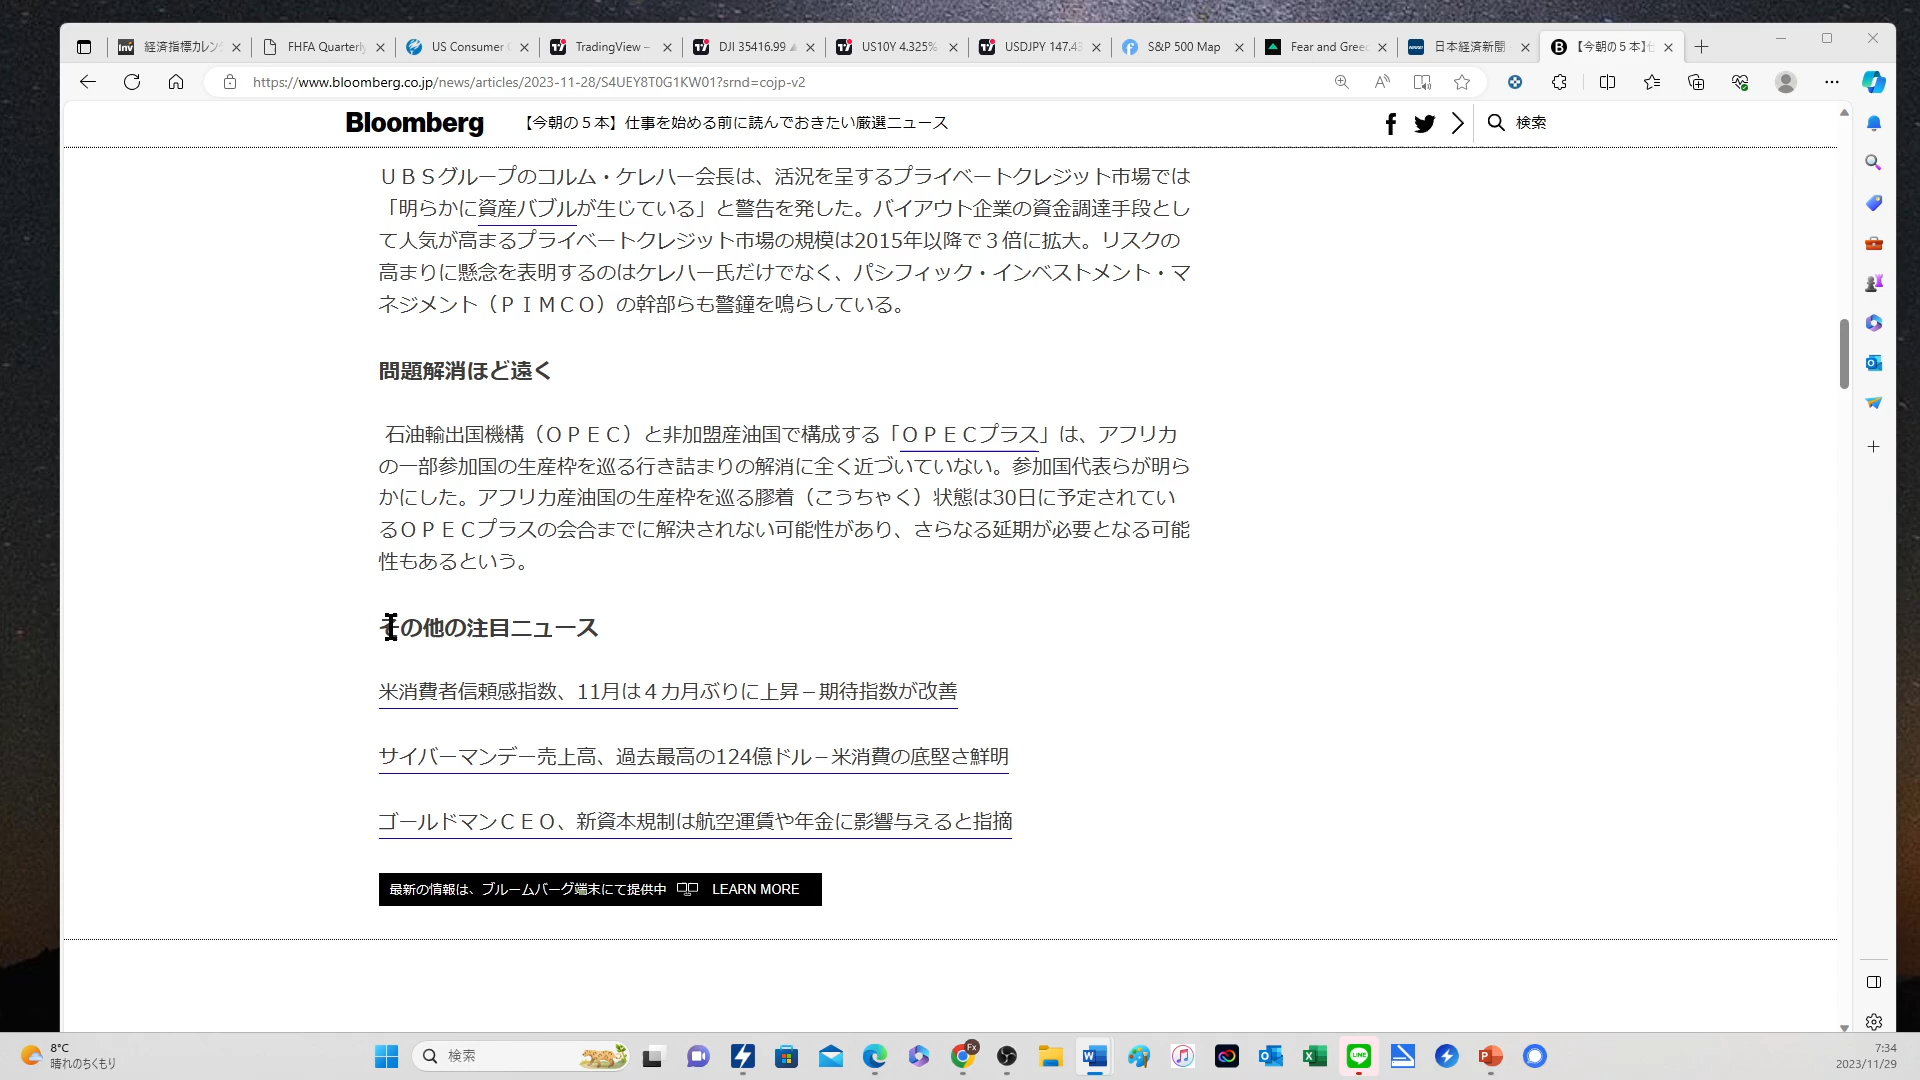 経済指標カレン
FHFA Quarterly
US Consumer
TradingView –
DJI 35416.99
US10Y 4.325%
USDJPY 147.43
S&P 500 Map
Fear and Gree
日本経済新聞
【今朝の５本】
https://www.bloomberg.co.jp/news/articles/2023-11-28/S4UEY8T0G1KW01?srnd=cojp-v2
Bloomberg
【今朝の５本】仕事を始める前に読んでおきたい厳選ニュース
検索
ＵＢＳグループのコルム・ケレハー会長は、活況を呈するプライベートクレジット市場では
「明らかに資産バブルが生じている」と警告を発した。バイアウト企業の資金調達手段とし
て人気が高まるプライベートクレジット市場の規模は2015年以降で３倍に拡大。リスクの
高まりに懸念を表明するのはケレハー氏だけでなく、パシフィック・インベストメント・マ
ネジメント（ＰＩＭＣＯ）の幹部らも警鐘を鳴らしている。
問題解消ほど遠く
石油輸出国機構（ＯＰＥＣ）と非加盟産油国で構成する「ＯＰＥＣプラス」は、アフリカ
の一部参加国の生産枠を巡る行き詰まりの解消に全く近づいていない。参加国代表らが明ら
かにした。アフリカ産油国の生産枠を巡る膠着（こうちゃく）状態は30日に予定されてい
るＯＰＥＣプラスの会合までに解決されない可能性があり、さらなる延期が必要となる可能
性もあるという。
その他の注目ニュース
米消費者信頼感指数、11月は４カ月ぶりに上昇－期待指数が改善
サイバーマンデー売上高、過去最高の124億ドル－米消費の底堅さ鮮明
ゴールドマンＣＥＯ、新資本規制は航空運賃や年金に影響与えると指摘
最新の情報は、ブルームバーグ端末にて提供中 LEARN MORE
8°C
晴れのちくもり
検索
7:34
2023/11/29